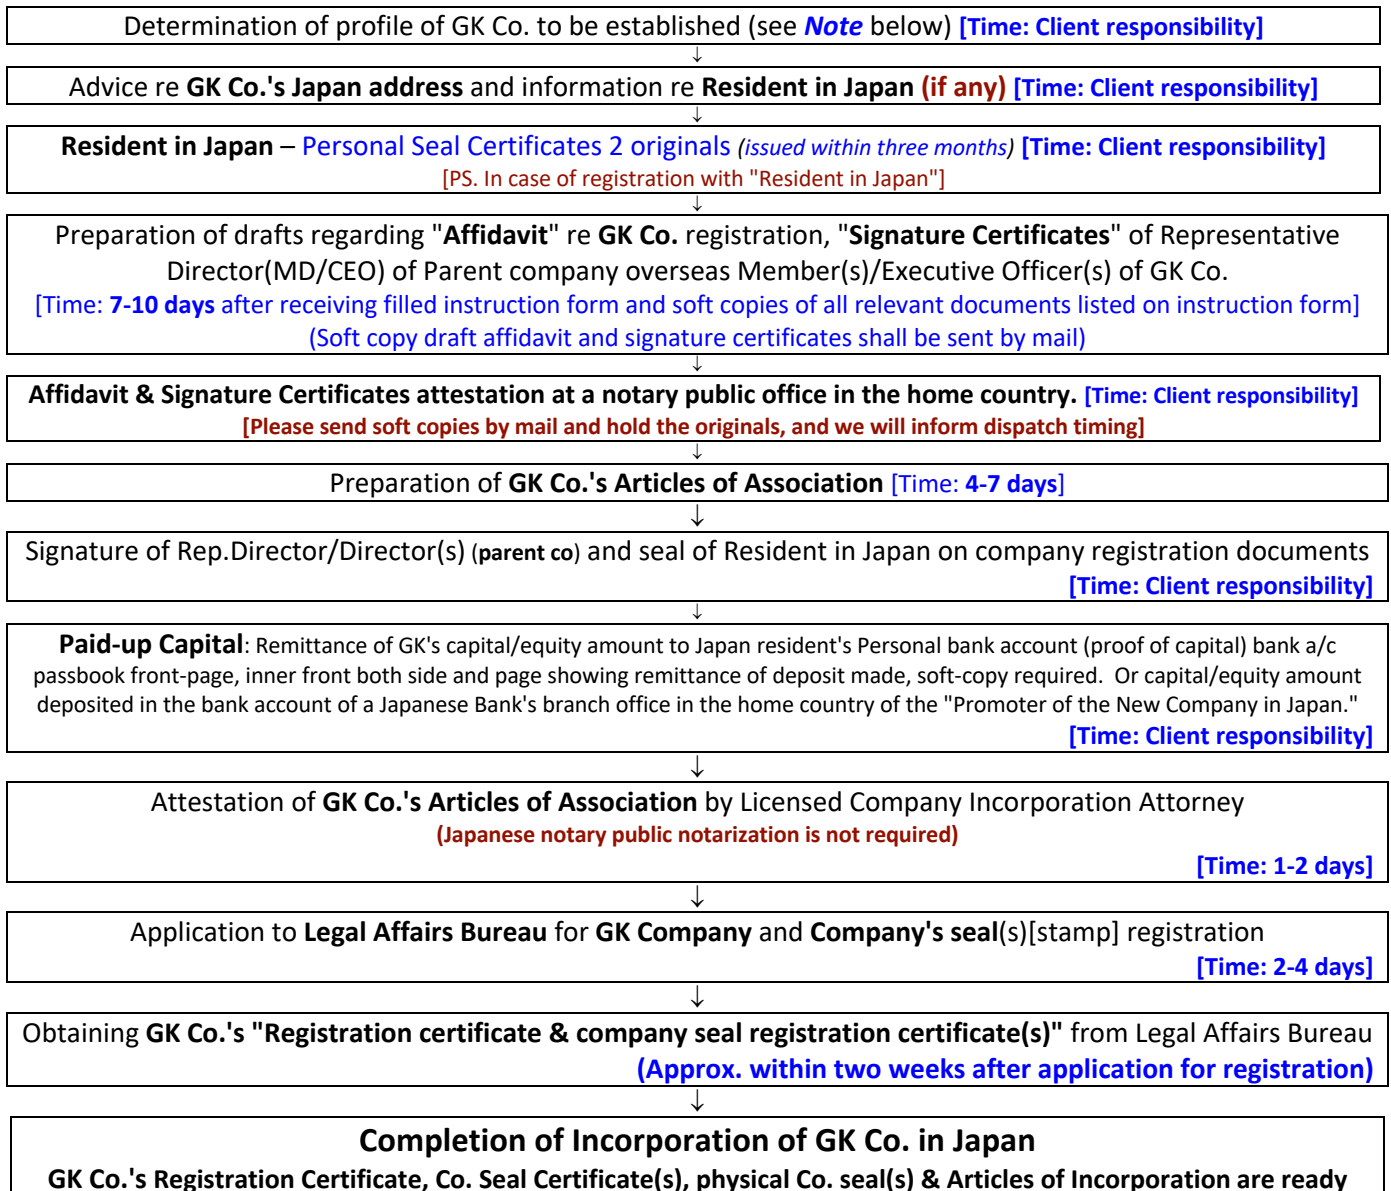 Determination of profile of GK Co. to be established (see Note below) [Time: Client responsibility]
↓
Advice re GK Co.'s Japan address and information re Resident in Japan (if any) [Time: Client responsibility]
↓
Resident in Japan – Personal Seal Certificates 2 originals (issued within three months) [Time: Client responsibility]
[PS. In case of registration with "Resident in Japan"]
↓
Preparation of drafts regarding "Affidavit" re GK Co. registration, "Signature Certificates" of Representative
Director(MD/CEO) of Parent company overseas Member(s)/Executive Officer(s) of GK Co.
[Time: 7-10 days after receiving filled instruction form and soft copies of all relevant documents listed on instruction form]
(Soft copy draft affidavit and signature certificates shall be sent by mail)
↓
Affidavit & Signature Certificates attestation at a notary public office in the home country. [Time: Client responsibility]
[Please send soft copies by mail and hold the originals, and we will inform dispatch timing]
↓
Preparation of GK Co.'s Articles of Association [Time: 4-7 days]
↓
Signature of Rep.Director/Director(s) (parent co) and seal of Resident in Japan on company registration documents
[Time: Client responsibility]
↓
Paid-up Capital: Remittance of GK's capital/equity amount to Japan resident's Personal bank account (proof of capital) bank a/c
passbook front-page, inner front both side and page showing remittance of deposit made, soft-copy required. Or capital/equity amount
deposited in the bank account of a Japanese Bank's branch office in the home country of the "Promoter of the New Company in Japan."
[Time: Client responsibility]
↓
Attestation of GK Co.'s Articles of Association by Licensed Company Incorporation Attorney
(Japanese notary public notarization is not required)
[Time: 1-2 days]
↓
Application to Legal Affairs Bureau for GK Company and Company's seal(s)[stamp] registration
[Time: 2-4 days]
↓
Obtaining GK Co.'s "Registration certificate & company seal registration certificate(s)" from Legal Affairs Bureau
(Approx. within two weeks after application for registration)
↓
Completion of Incorporation of GK Co. in Japan
GK Co.'s Registration Certificate, Co. Seal Certificate(s), physical Co. seal(s) & Articles of Incorporation are ready